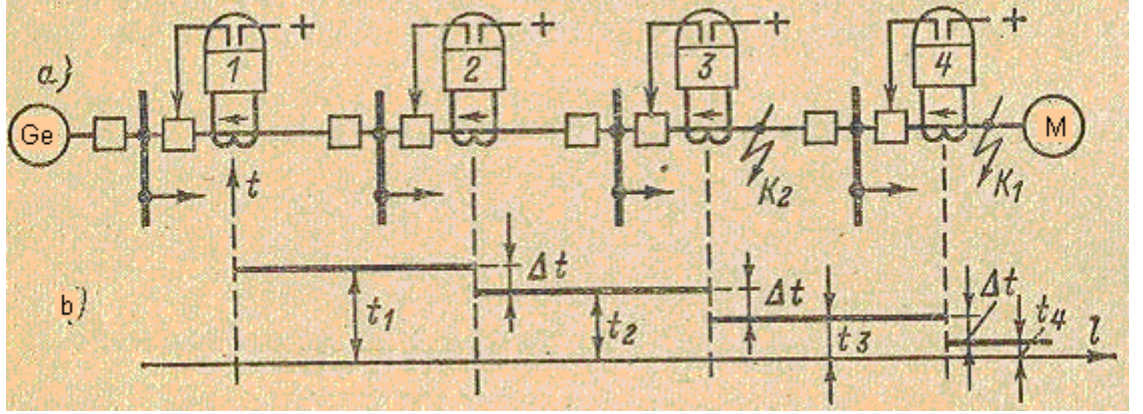 + + + +
a) 1 2 3 4
Ge M
t K2 K1
Δt Δt Δt
b) t1 t2 t3 t4 l